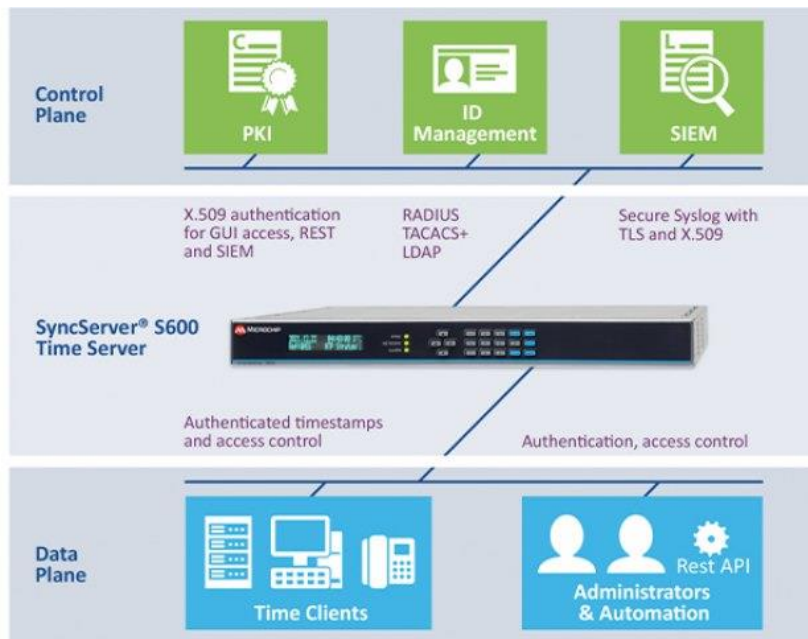 Control
Plane
C
PKI
ID
Management
L
SIEM
X.509 authentication
for GUI access, REST
and SIEM
RADIUS
TACACS+
LDAP
Secure Syslog with
TLS and X.509
SyncServer® S600
Time Server
MICROCHIP
Authenticated timestamps
and access control
Authentication, access control
Data
Plane
Time Clients
Rest API
Administrators
& Automation